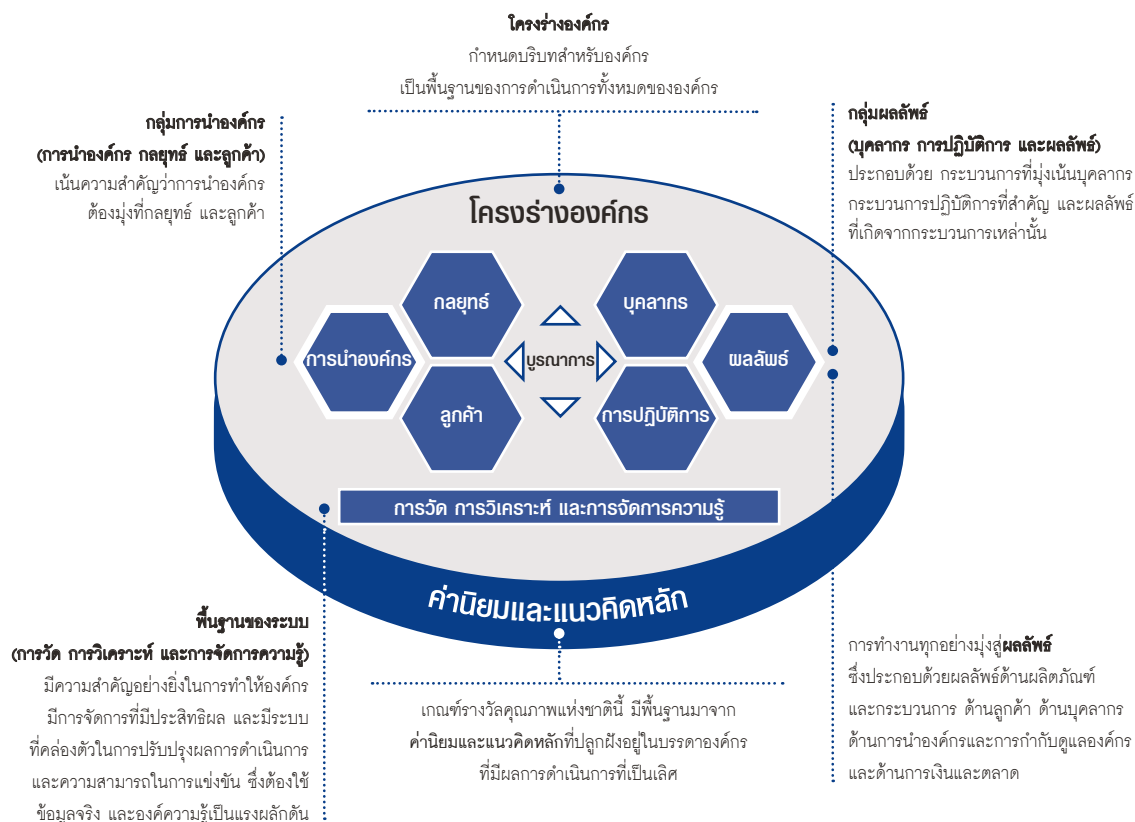 โครงร่างองค์กร
กำหนดบริบทสำหรับองค์กร
เป็นพื้นฐานของการดำเนินการทั้งหมดขององค์กร
กลุ่มการนำองค์กร
(การนำองค์กร กลยุทธ์ และลูกค้า)
เน้นความสำคัญว่าการนำองค์กร
ต้องมุ่งที่กลยุทธ์ และลูกค้า
กลุ่มผลลัพธ์
(บุคลากร การปฏิบัติการ และผลลัพธ์)
ประกอบด้วย กระบวนการที่มุ่งเน้นบุคลากร
กระบวนการปฏิบัติการที่สำคัญ และผลลัพธ์
ที่เกิดจากกระบวนการเหล่านั้น
โครงร่างองค์กร
กลยุทธ์
บุคลากร
การนำองค์กร
บูรณาการ
ผลลัพธ์
ลูกค้า
การปฏิบัติการ
การวัด การวิเคราะห์ และการจัดการความรู้
ค่านิยมและแนวคิดหลัก
พื้นฐานของระบบ
(การวัด การวิเคราะห์ และการจัดการความรู้)
มีความสำคัญอย่างยิ่งในการทำให้องค์กร
มีการจัดการที่มีประสิทธิผล และมีระบบ
ที่คล่องตัวในการปรับปรุงผลการดำเนินการ
และความสามารถในการแข่งขัน ซึ่งต้องใช้
ข้อมูลจริง และองค์ความรู้เป็นแรงผลักดัน
เกณฑ์รางวัลคุณภาพแห่งชาตินี้ มีพื้นฐานมาจาก
ค่านิยมและแนวคิดหลักที่ปลูกฝังอยู่ในบรรดาองค์กร
ที่มีผลการดำเนินการที่เป็นเลิศ
การทำงานทุกอย่างมุ่งสู่ผลลัพธ์
ซึ่งประกอบด้วยผลลัพธ์ด้านผลิตภัณฑ์
และกระบวนการ ด้านลูกค้า ด้านบุคลากร
ด้านการนำองค์กรและการกำกับดูแลองค์กร
และด้านการเงินและตลาด